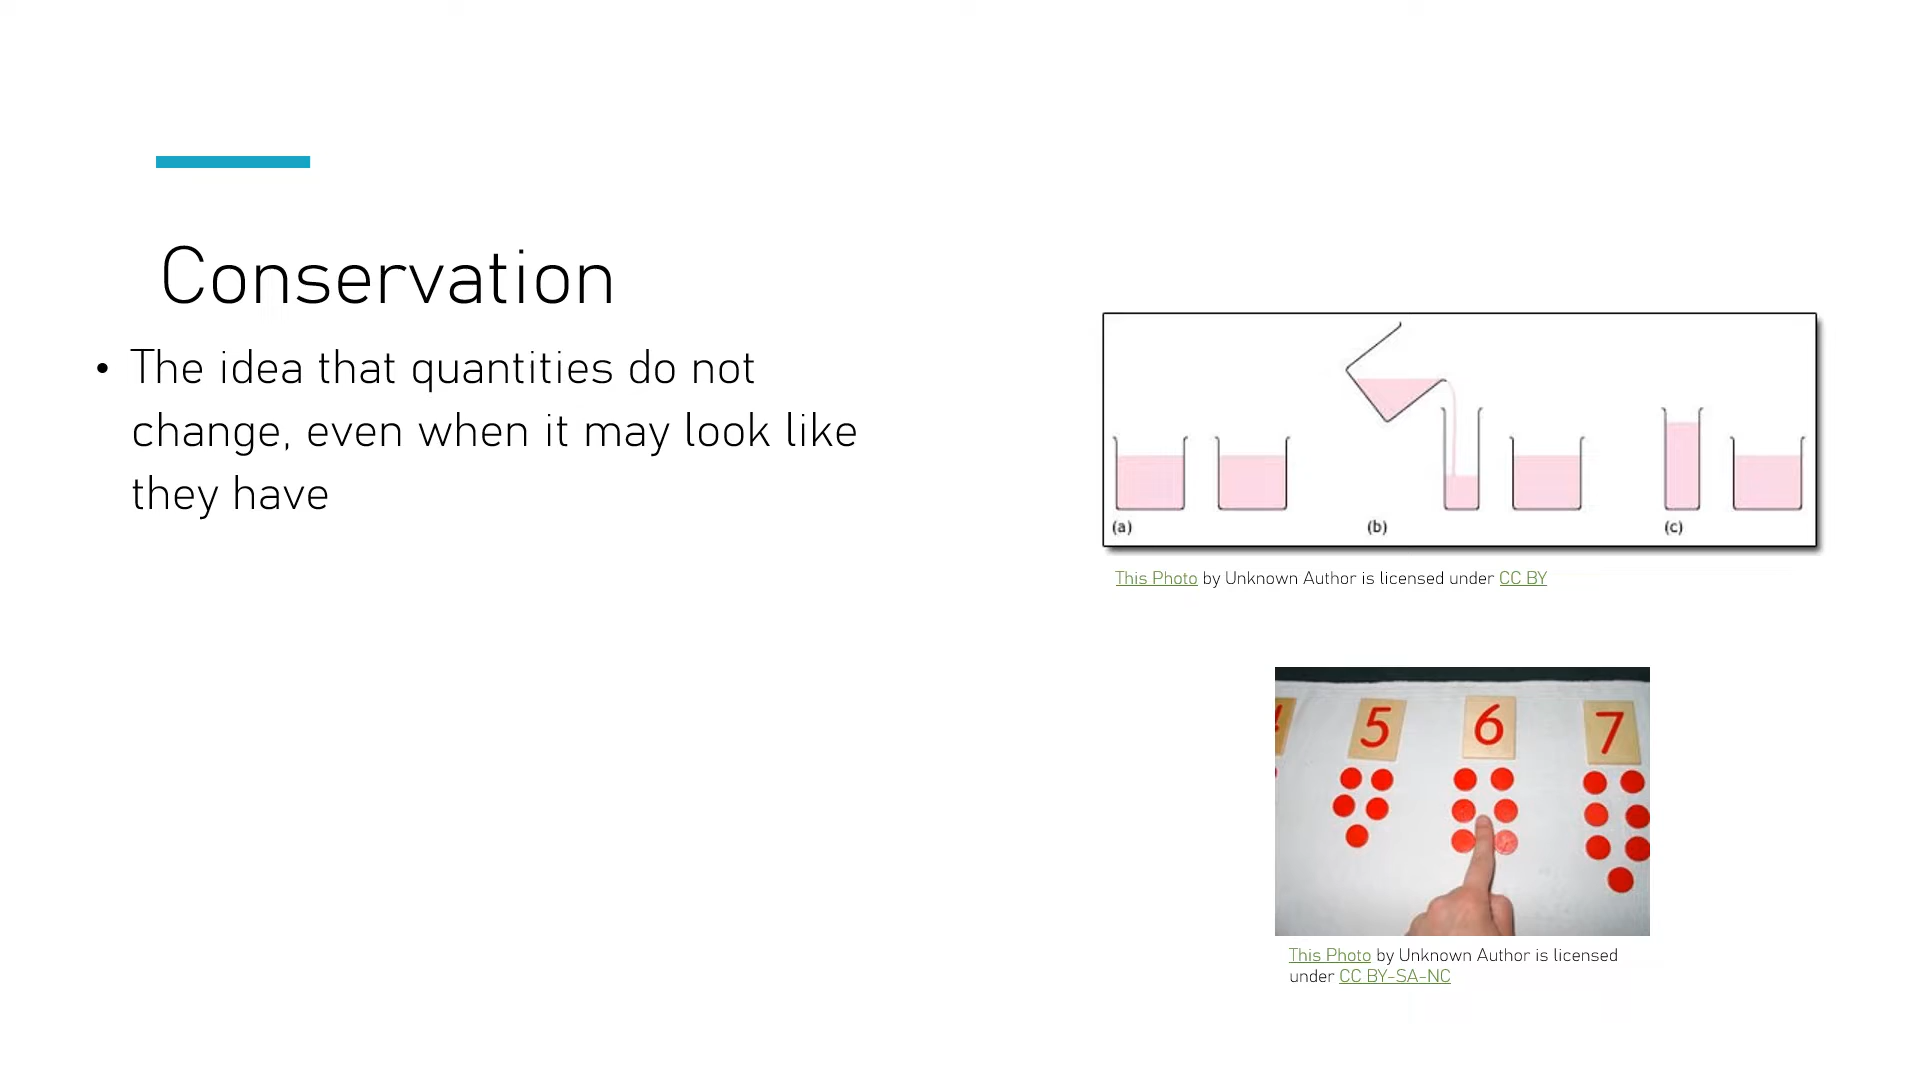 Conservation
• The idea that quantities do not
change, even when it may look like
they have
(a)
(b)
(c)
This Photo by Unknown Author is licensed under CC BY
5
6
7
This Photo by Unknown Author is licensed
under CC BY-SA-NC